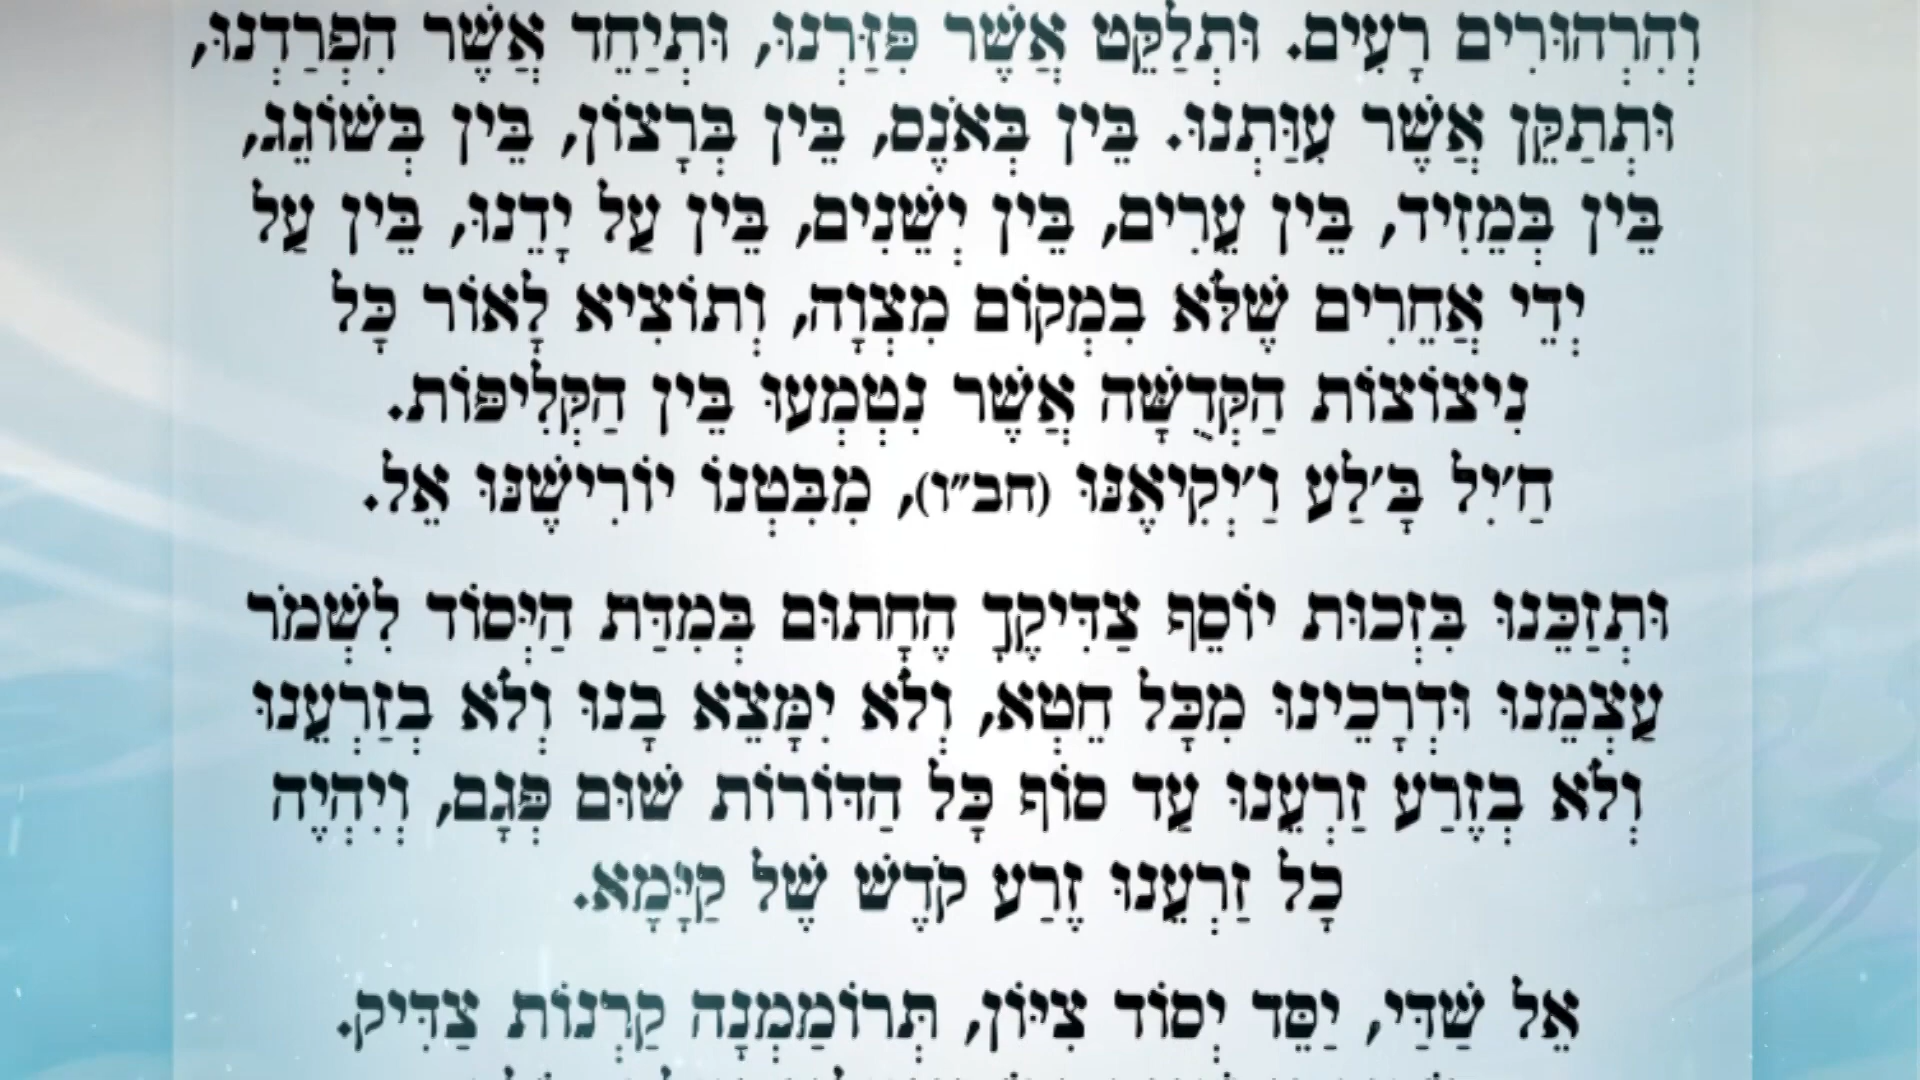 וְהִרְהוּרִים רָעִים. וּתְלַקֵּט אֲשֶׁר פִּזַּרְנוּ, וּתְיַחֵד אֲשֶׁר הִפְרַדְנוּ,
וּתְתַקֵּן אֲשֶׁר עִוַּתְנוּ. בֵּין בְּאֹנֶס, בֵּין בְּרָצוֹן, בֵּין בְּשׁוֹגֵג,
בֵּין בְּמֵזִיד, בֵּין עֵרִים, בֵּין יְשֵׁנִים, בֵּין עַל יָדֵנוּ, בֵּין עַל
יְדֵי אֲחֵרִים שֶׁלֹּא בִמְקוֹם מִצְוָה, וְתוֹצִיא לָאוֹר כָּל
נִיצוֹצוֹת הַקְּדֻשָּׁה אֲשֶׁר נִטְמְעוּ בֵּין הַקְּלִיפּוֹת.
חַ׳יִל בָּ׳לַע וַ׳יְקִיאֶנּוּ (חב״ו), מִבִּטְנוֹ יוֹרִישֶׁנּוּ אֵל.
וּתְזַכֵּנוּ בִּזְכוּת יוֹסֵף צַדִּיקֶךָ הֶחָתוּם בְּמִדַּת הַיְּסוֹד לִשְׁמֹר
עַצְמֵנוּ וּדְרָכֵינוּ מִכָּל חֵטְא, וְלֹא יִמָּצֵא בָנוּ וְלֹא בְזַרְעֵנוּ
וְלֹא בְזֶרַע זַרְעֵנוּ עַד סוֹף כָּל הַדּוֹרוֹת שׁוּם פְּגָם, וְיִהְיֶה
כָּל זַרְעֵנוּ זֶרַע קֹדֶשׁ שֶׁל קַיָּמָא.
אֵל שַׁדַּי, יַסֵּד יְסוֹד צִיּוֹן, תְּרוֹמַמְנָה קַרְנוֹת צַדִּיק.